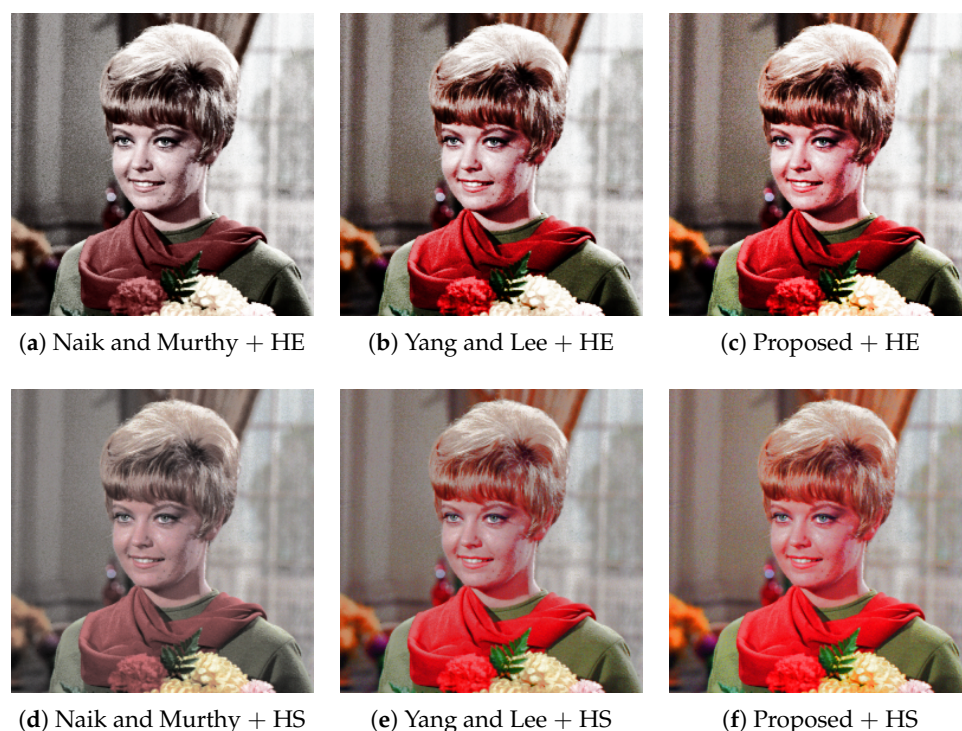 (a) Naik and Murthy + HE
(b) Yang and Lee + HE
(c) Proposed + HE
(d) Naik and Murthy + HS
(e) Yang and Lee + HS
(f) Proposed + HS